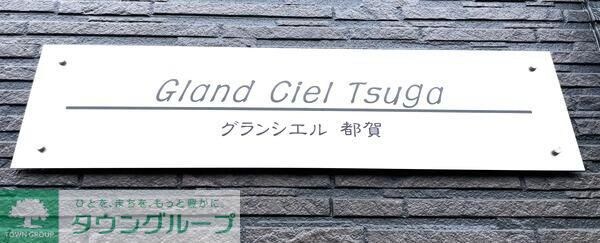 Gland Ciel Tsuga
グランシエル 都賀
ひとを、まちを、もっと豊かに。
タウングループ
TOWN GROUP